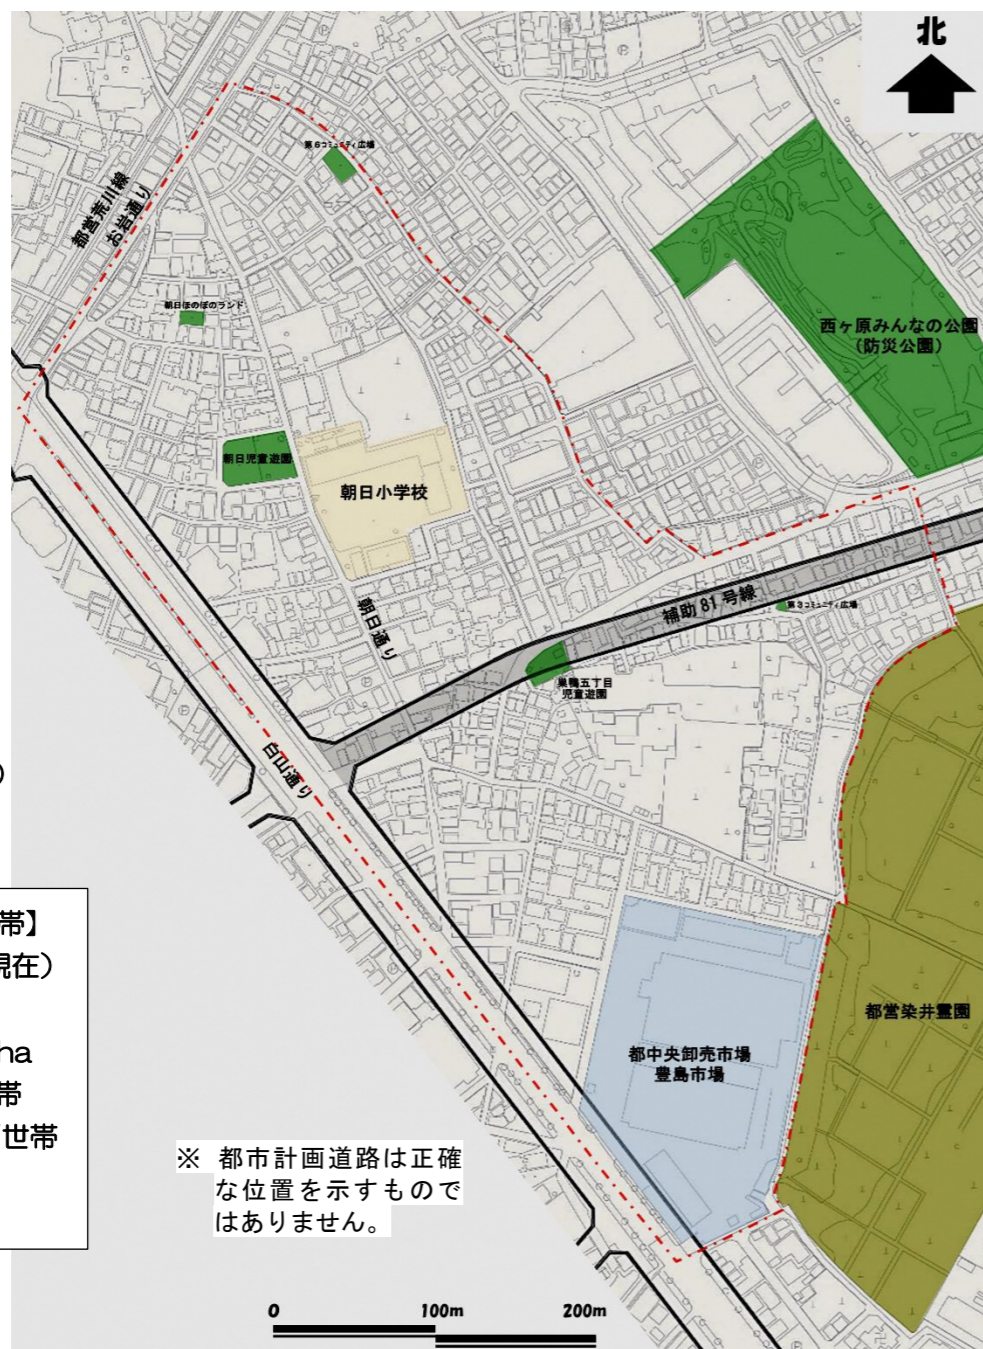 北
第6コミュニティ広場
都営荒川線
お岩通り
朝日ほのぼのランド
西ヶ原みんなの公園
(防災公園)
朝日児童遊園
朝日小学校
朝日通り
補助81号線
第3コミュニティ広場
巣鴨五丁目
児童遊園
白山通り
)
帯】
現在)
ha
帯
世帯
都営染井霊園
都中央卸売市場
豊島市場
※ 都市計画道路は正確
な位置を示すもので
はありません。
0 100m 200m